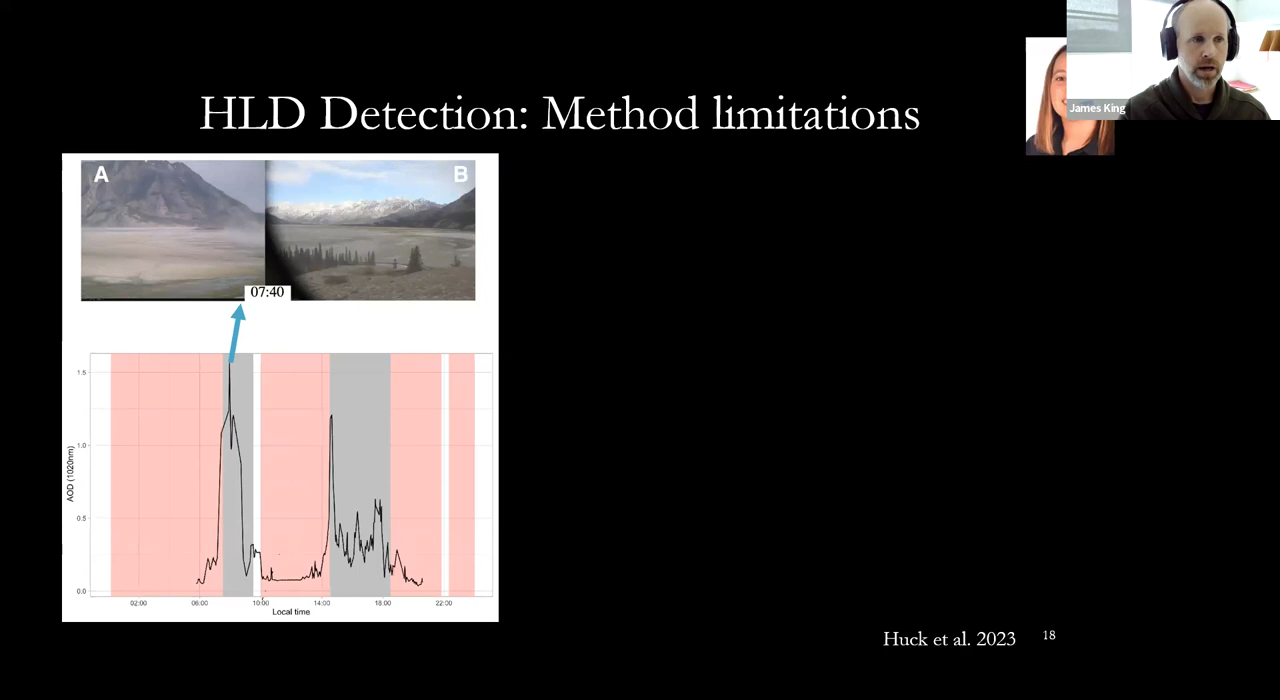 HLD Detection: Method limitations
James King
A
B
07:40
1.5
1.0
0.5
0.0
AOD (1020nm)
02:00
06:00
10:00
14:00
18:00
22:00
Local time
Huck et al. 2023
18